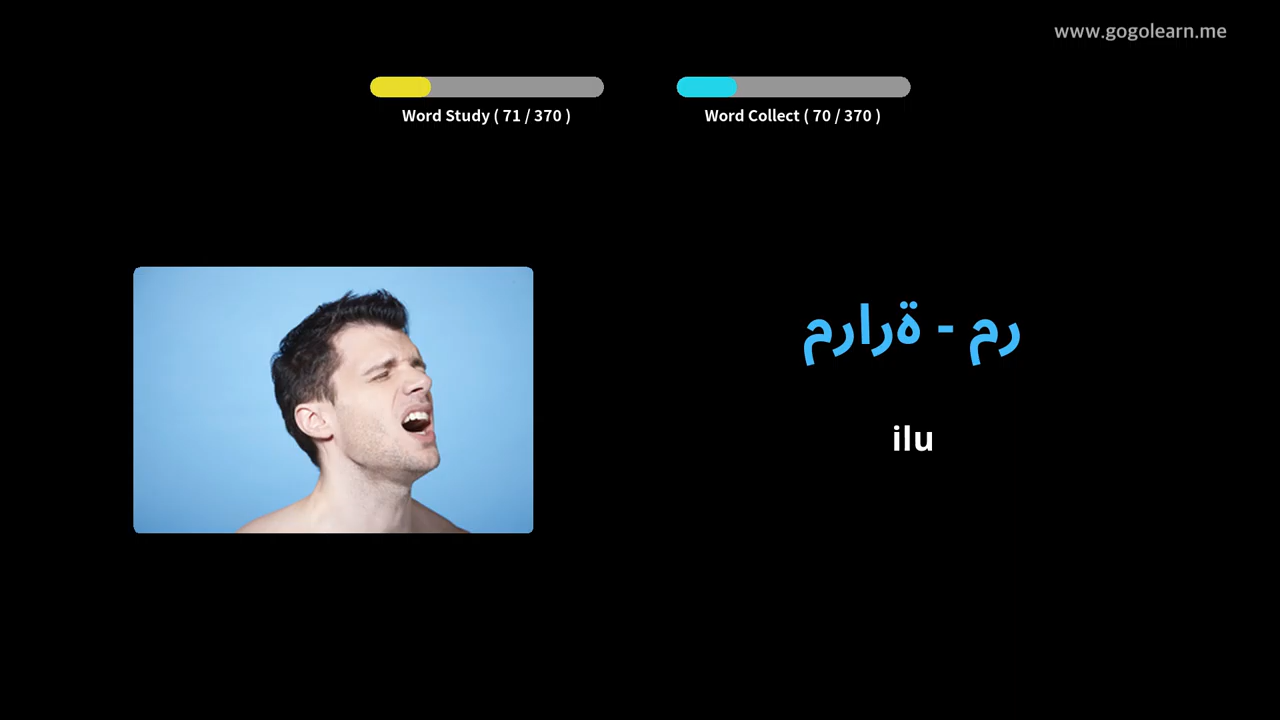 www.gogolearn.me
Word Study ( 71 / 370 )
Word Collect ( 70 / 370 )
مرارة - مر
ilu